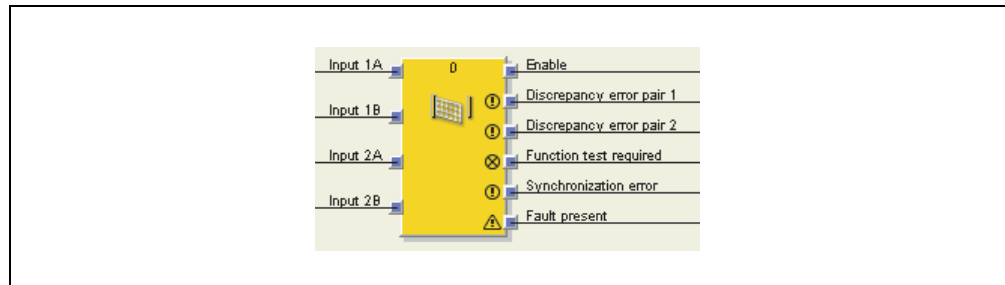 Input 1A
Input 1B
Input 2A
Input 2B
0
Enable
Discrepancy error pair 1
Discrepancy error pair 2
Function test required
Synchronization error
Fault present